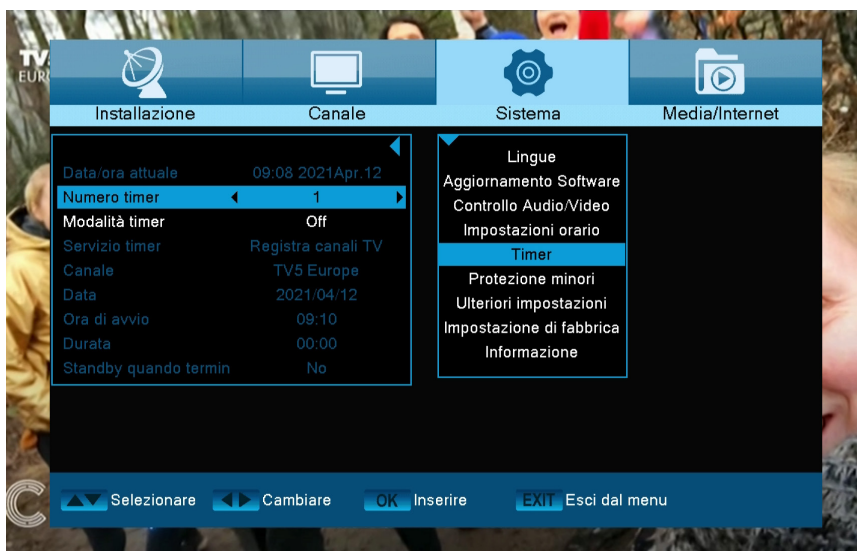 TV
EUR
Installazione Canale Sistema Media/Internet
Data/ora attuale 09:08 2021Apr.12
Numero timer 1
Modalità timer Off
Servizio timer Registra canali TV
Canale TV5 Europe
Data 2021/04/12
Ora di avvio 09:10
Durata 00:00
Standby quando termin No
Lingue
Aggiornamento Software
Controllo Audio/Video
Impostazioni orario
Timer
Protezione minori
Ulteriori impostazioni
Impostazione di fabbrica
Informazione
Selezionare Cambiare OK Inserire EXIT Esci dal menu
C